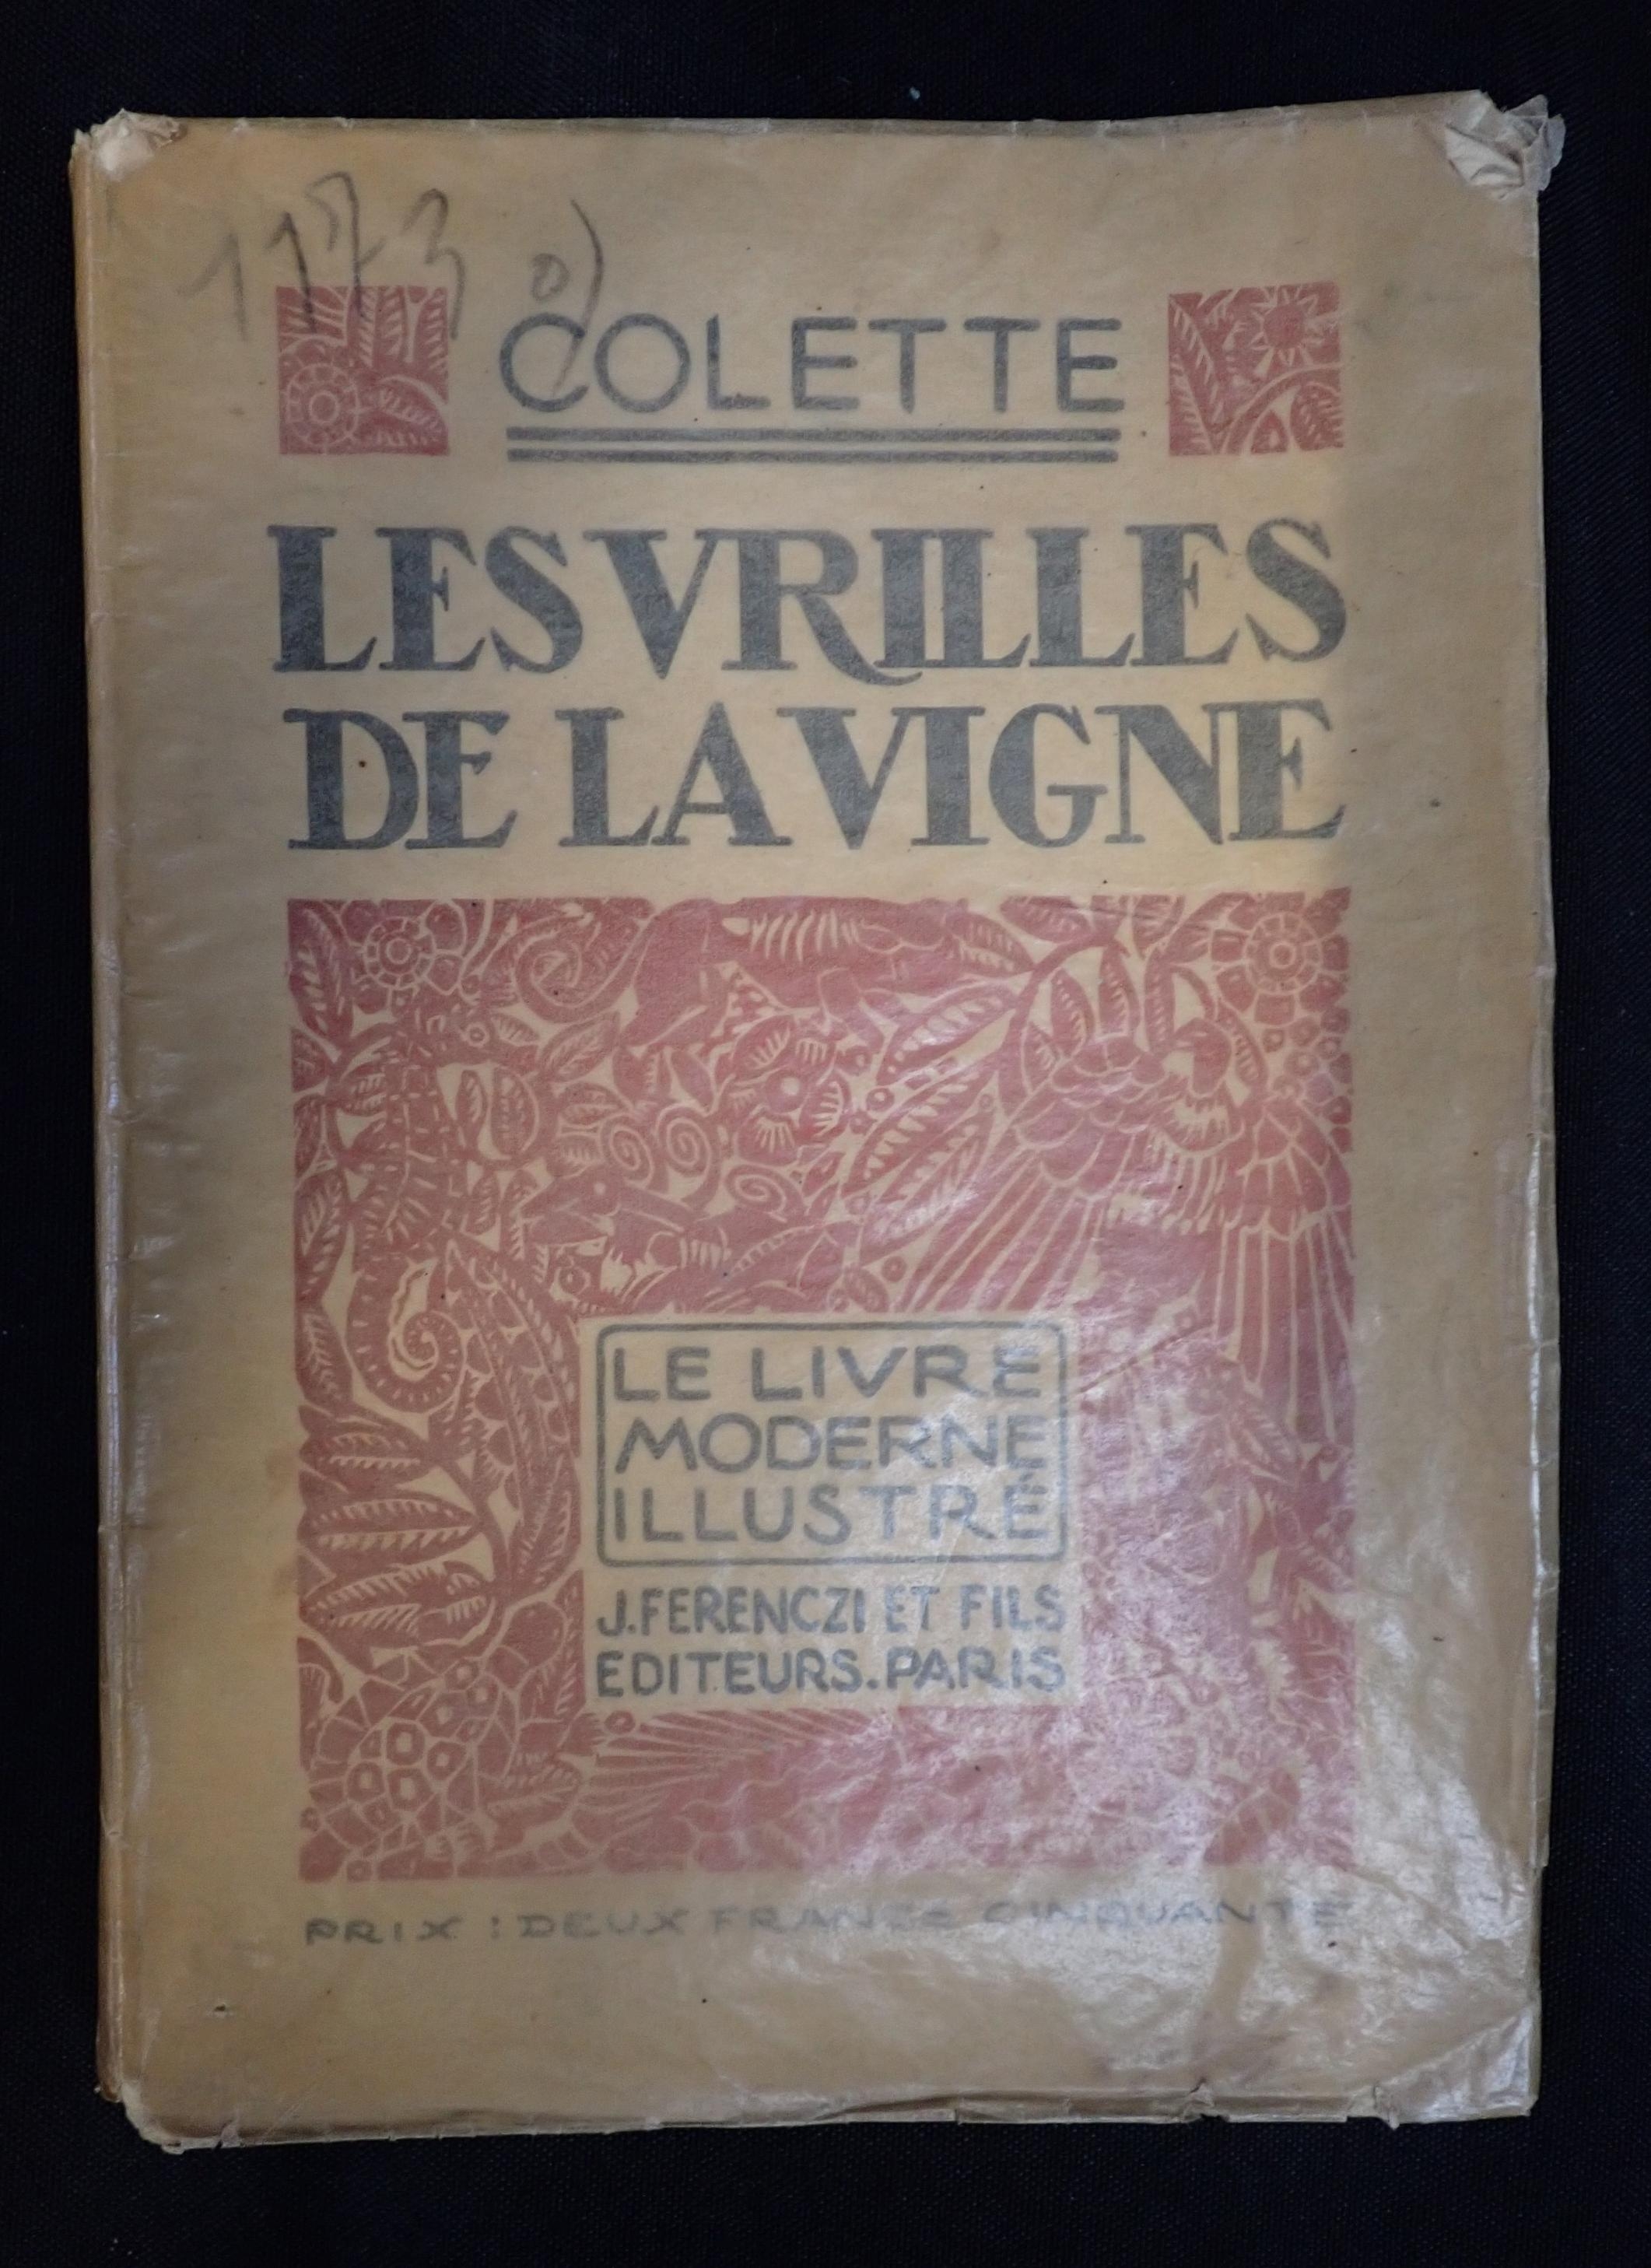 1173 a)
COLETTE
LES VRILLES
DE LA VIGNE
LE LIVRE
MODERNE
ILLUSTRÉ
J. FERENCZI ET FILS
EDITEURS. PARIS
PRIX : DEUX FRANCS CINQUANTE